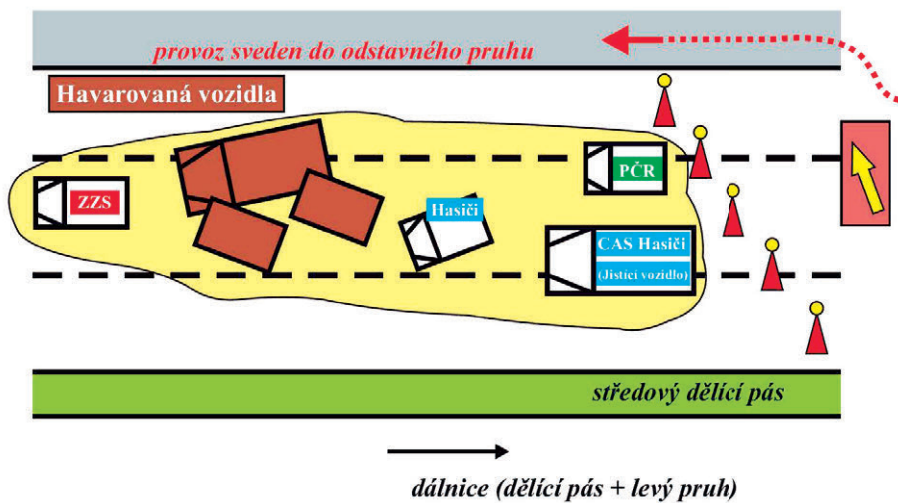 provoz sveden do odstavného pruhu
Havarovaná vozidla
PČR
ZZS
Hasiči
CAS Hasiči
(Jistící vozidlo)
středový dělící pás
dálnice (dělící pás + levý pruh)